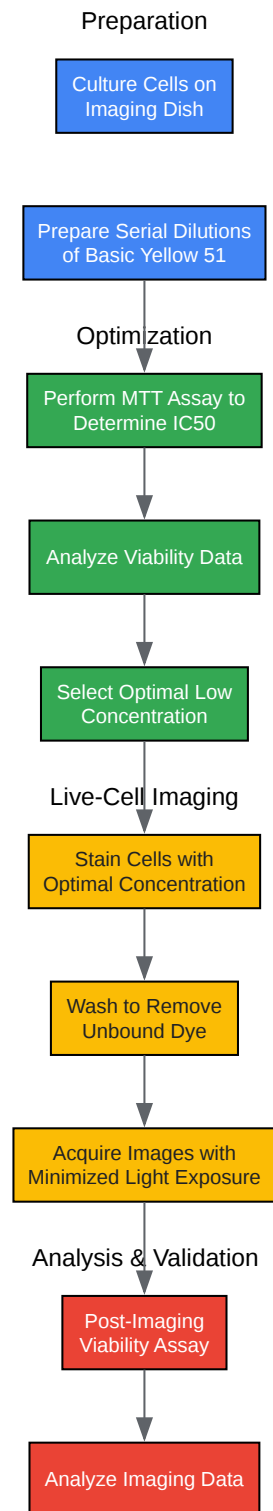 Preparation
Culture Cells on
Imaging Dish
Prepare Serial Dilutions
of Basic Yellow 51
Optimization
Perform MTT Assay to
Determine IC50
Analyze Viability Data
Select Optimal Low
Concentration
Live-Cell Imaging
Stain Cells with
Optimal Concentration
Wash to Remove
Unbound Dye
Acquire Images with
Minimized Light Exposure
Analysis & Validation
Post-Imaging
Viability Assay
Analyze Imaging Data